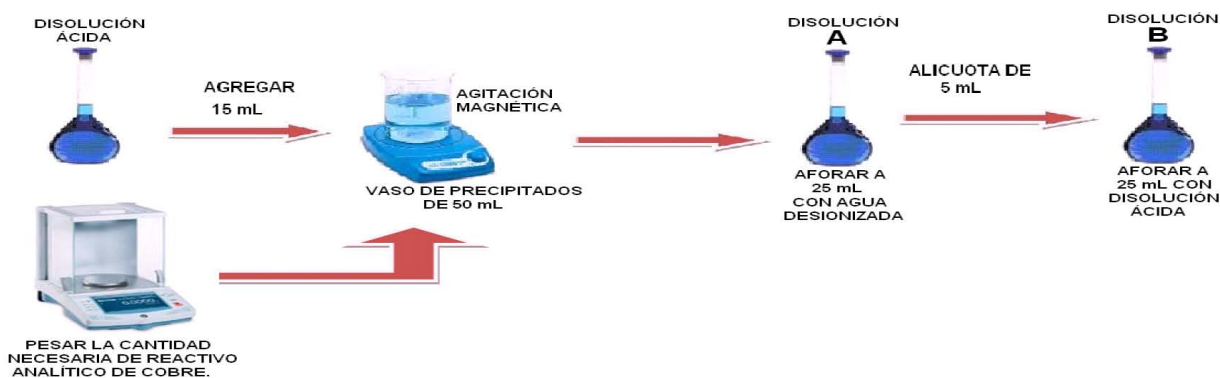 DISOLUCIÓN
ÁCIDA
AGREGAR
15 mL
AGITACIÓN
MAGNÉTICA
VASO DE PRECIPITADOS
DE 50 mL
PESAR LA CANTIDAD
NECESARIA DE REACTIVO
ANALÍTICO DE COBRE.
DISOLUCIÓN
A
AFORAR A
25 mL
CON AGUA
DESIONIZADA
ALICUOTA DE
5 mL
DISOLUCIÓN
B
AFORAR A
25 mL CON
DISOLUCIÓN
ÁCIDA